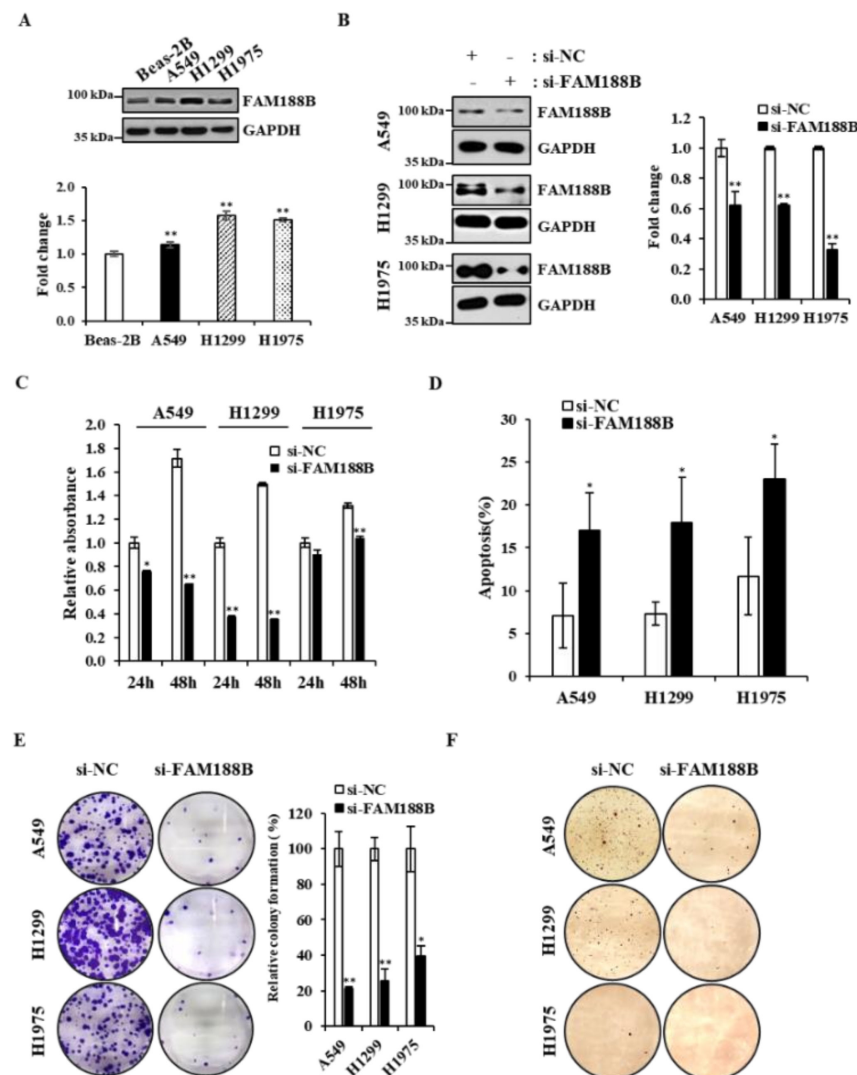 A
Beas-2B
A549
H1299
H1975
100 kDa
FAM188B
35 kDa
GAPDH
Fold change
2.0
1.5
1.0
0.5
0.0
**
**
**
Beas-2B A549 H1299 H1975
B
+ - : si-NC
- + : si-FAM188B
A549
100 kDa
FAM188B
35 kDa
GAPDH
H1299
100 kDa
FAM188B
35 kDa
GAPDH
H1975
100 kDa
FAM188B
35 kDa
GAPDH
si-NC
si-FAM188B
Fold change
1.2
1.0
0.8
0.6
0.4
0.2
0.0
**
**
**
A549 H1299 H1975
C
A549 H1299 H1975
si-NC
si-FAM188B
Relative absorbance
2.0
1.8
1.6
1.4
1.2
1.0
0.8
0.6
0.4
0.2
0.0
*
**
**
**
**
24h 48h 24h 48h 24h 48h
D
si-NC
si-FAM188B
Apoptosis(%)
30
25
20
15
10
5
0
*
*
*
A549 H1299 H1975
E
si-NC si-FAM188B
A549
H1299
H1975
si-NC
si-FAM188B
Relative colony formation ( %)
120
100
80
60
40
20
0
**
**
*
A549
H1299
H1975
F
si-NC si-FAM188B
A549
H1299
H1975